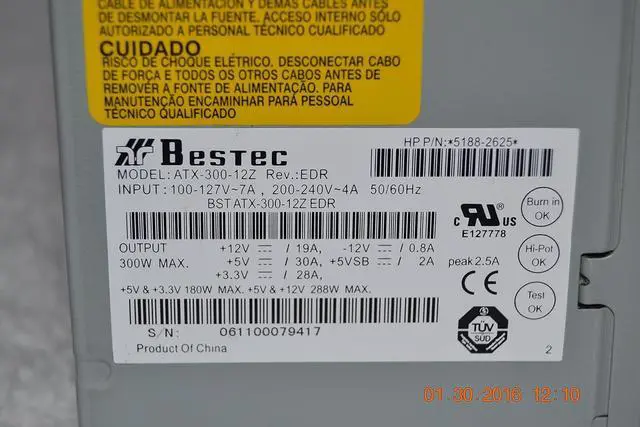 CABLE DE ALIMENTACIÓN Y DEMÁS CABLES ANTES
DE DESMONTAR LA FUENTE. ACCESO INTERNO SÓLO
AUTORIZADO A PERSONAL TÉCNICO CUALIFICADO
CUIDADO
RISCO DE CHOQUE ELÉTRICO. DESCONECTAR CABO
DE FORÇA E TODOS OS OTROS CABOS ANTES DE
REMOVER A FONTE DE ALIMENTAÇÃO. PARA
MANUTENÇÃO ENCAMINHAR PARA PESSOAL
TÉCNICO QUALIFICADO
BESTEC
HP P/N:*5188-2625*
MODEL: ATX-300-12Z Rev.:EDR
INPUT: 100-127V~7A , 200-240V~4A 50/60Hz
BST ATX-300-12Z EDR
C UL US
E127778
Burn in
OK
OUTPUT +12V / 19A, -12V / 0.8A
300W MAX. +5V / 30A, +5VSB / 2A peak 2.5A
+3.3V / 28A,
Hi-Pot
OK
+5V & +3.3V 180W MAX. +5V & +12V 288W MAX.
CE
Test
OK
S/N: 061100079417
TÜV
SÜD
Product Of China
2
01.30.2016 12:10